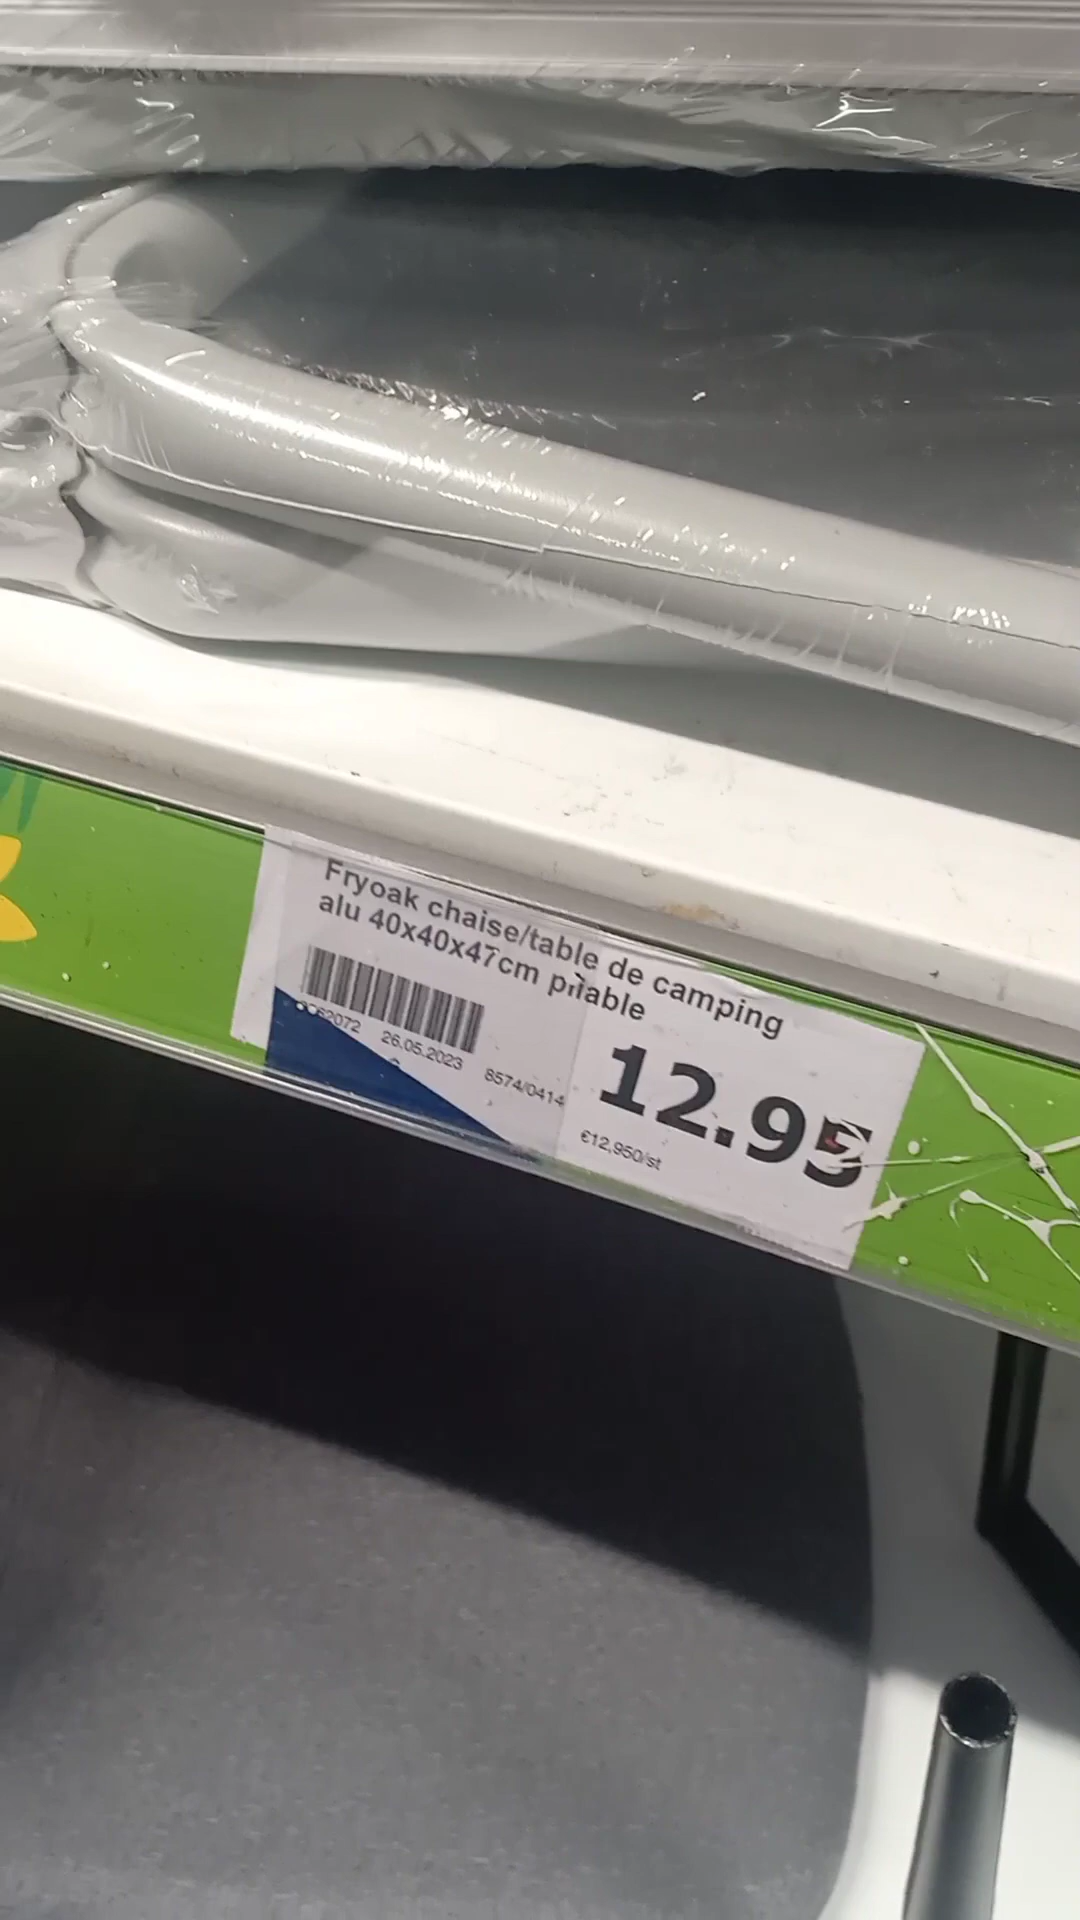 Fryoak chaise/table de camping
alu 40x40x47cm pliable
26.05.2023
8574/0414
12.95
€12,950/st